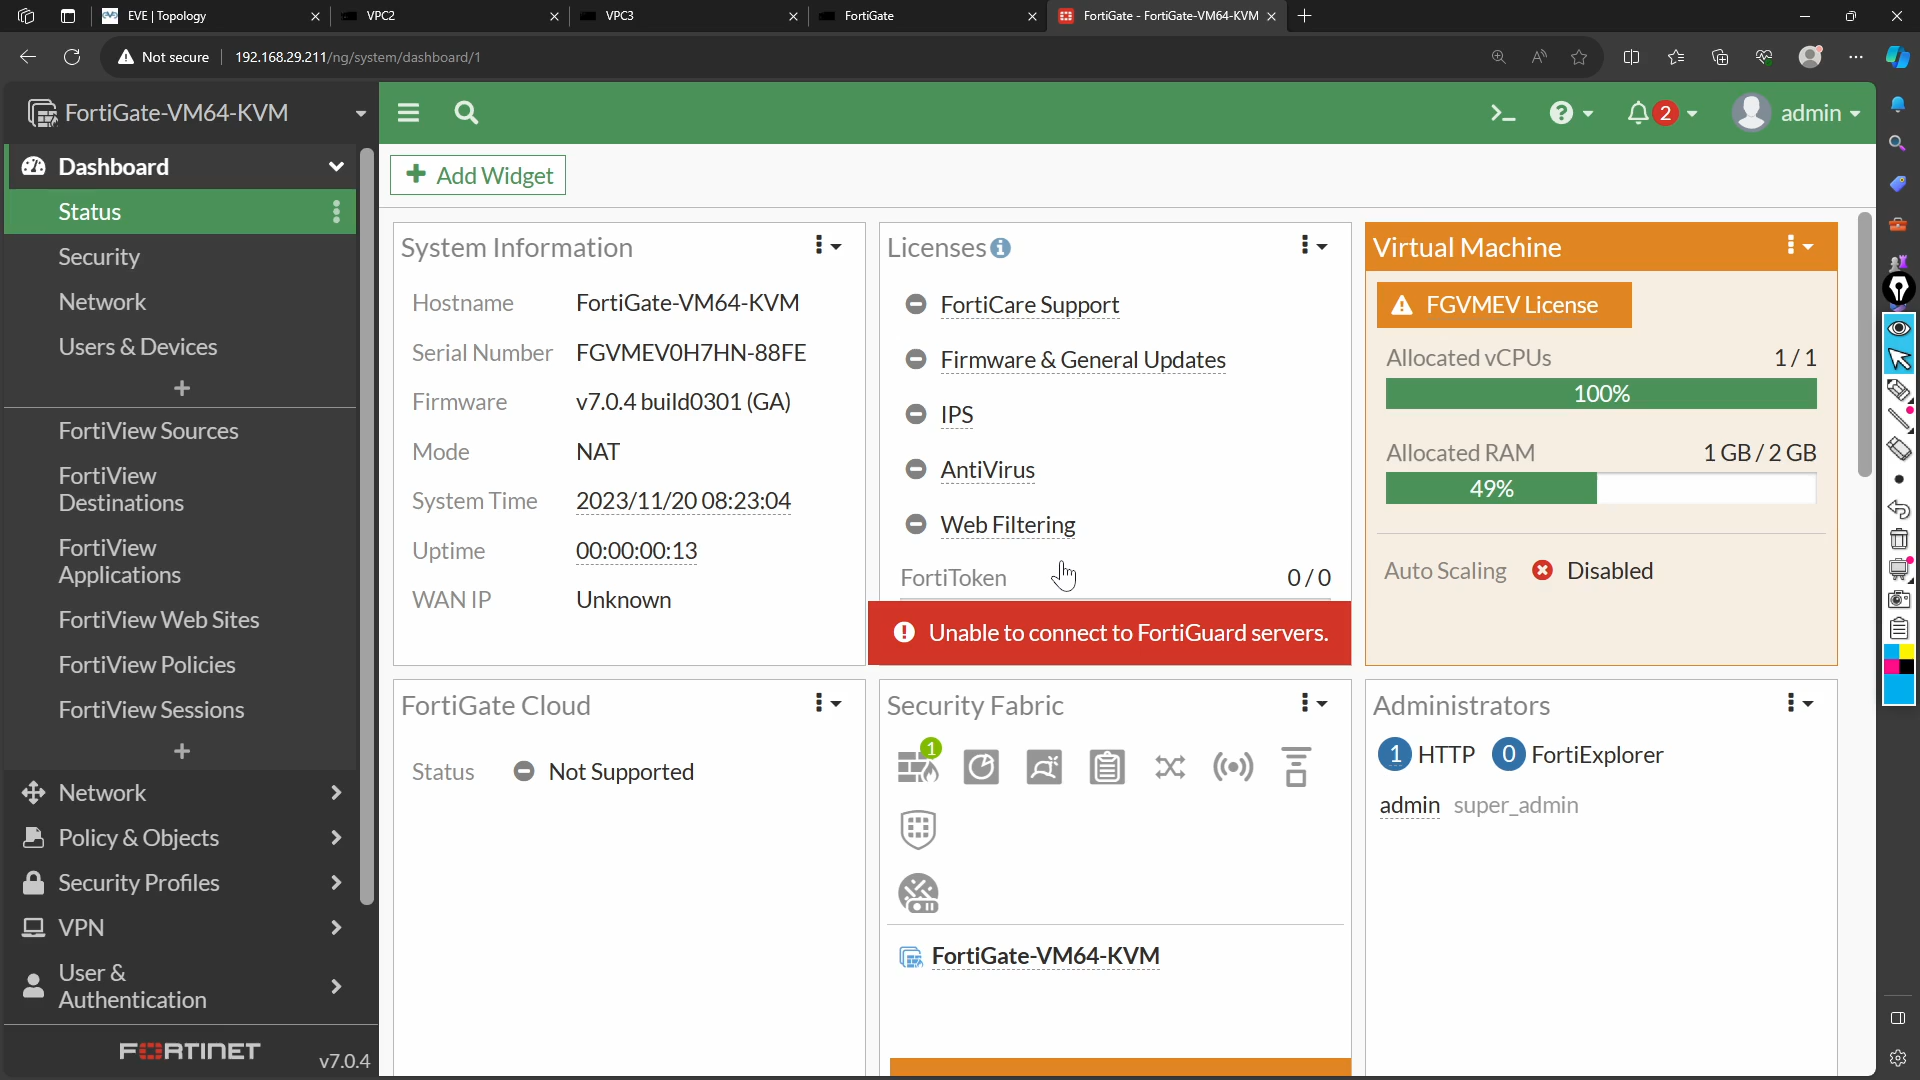 EVE | Topology
VPC2
VPC3
FortiGate
FortiGate - FortiGate-VM64-KVM
Not secure
192.168.29.211/ng/system/dashboard/1
FortiGate-VM64-KVM
2
admin
Dashboard
Status
Security
Network
Users & Devices
FortiView Sources
FortiView
Destinations
FortiView
Applications
FortiView Web Sites
FortiView Policies
FortiView Sessions
Network
Policy & Objects
Security Profiles
VPN
User &
Authentication
FORTINET
v7.0.4
Add Widget
System Information
Hostname FortiGate-VM64-KVM
Serial Number FGVMEV0H7HN-88FE
Firmware v7.0.4 build0301 (GA)
Mode NAT
System Time 2023/11/20 08:23:04
Uptime 00:00:00:13
WAN IP Unknown
Licenses
FortiCare Support
Firmware & General Updates
IPS
AntiVirus
Web Filtering
FortiToken 0 / 0
Unable to connect to FortiGuard servers.
Virtual Machine
FGVMEV License
Allocated vCPUs 1 / 1
100%
Allocated RAM 1 GB / 2 GB
49%
Auto Scaling Disabled
FortiGate Cloud
Status Not Supported
Security Fabric
1
FortiGate-VM64-KVM
Administrators
1 HTTP 0 FortiExplorer
admin super_admin